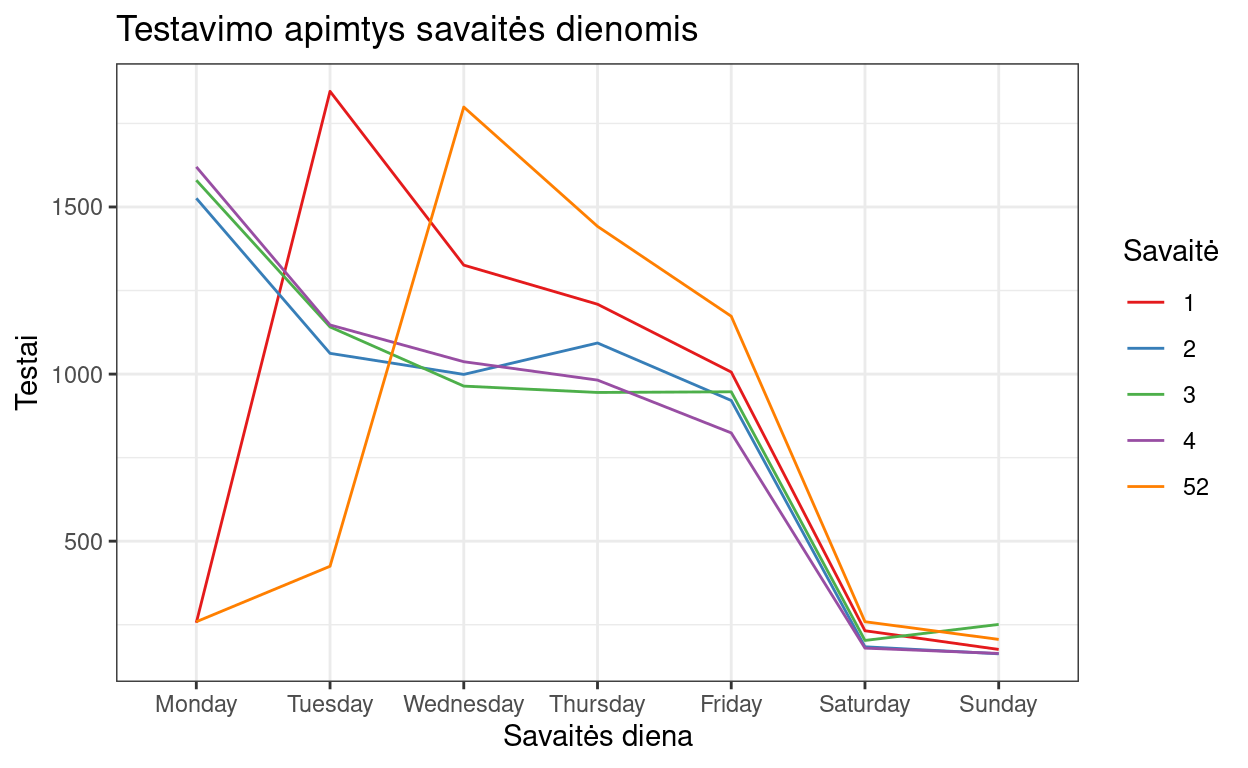 Testavimo apimtys savaitės dienomis
Testai
1500
1000
500
Monday Tuesday Wednesday Thursday Friday Saturday Sunday
Savaitės diena
Savaitė
1
2
3
4
52